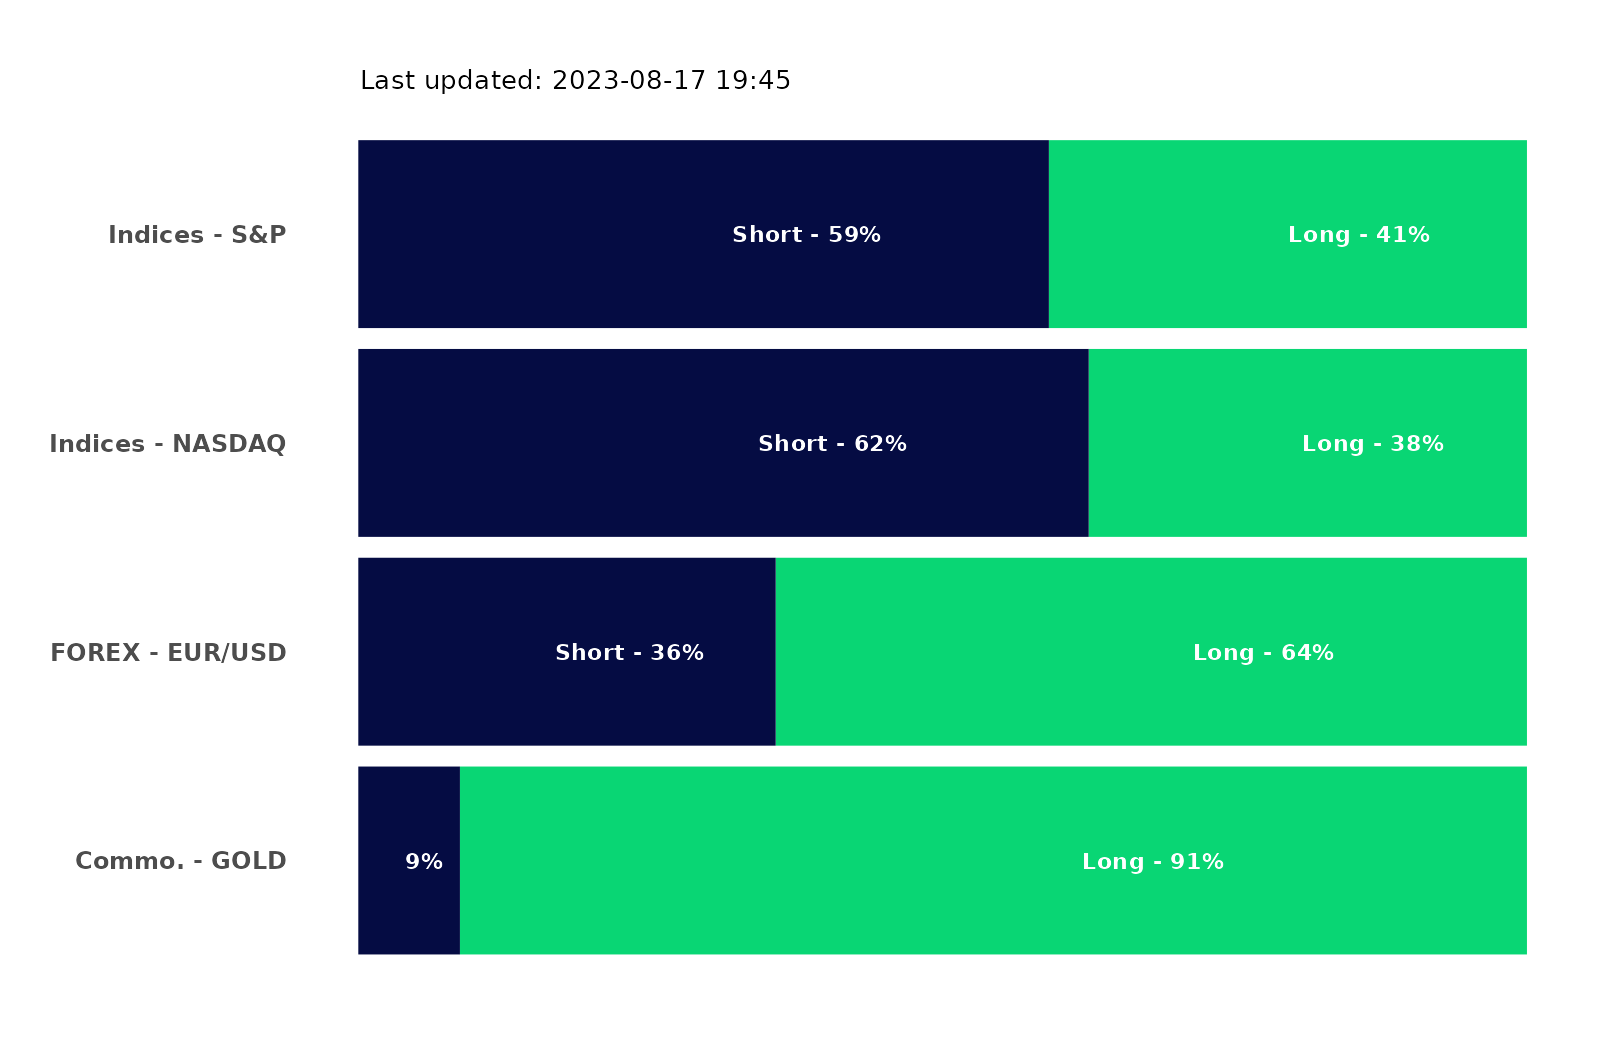 Last updated: 2023-08-17 19:45
Indices - S&P Short - 59% Long - 41%
Indices - NASDAQ Short - 62% Long - 38%
FOREX - EUR/USD Short - 36% Long - 64%
Commo. - GOLD 9% Long - 91%